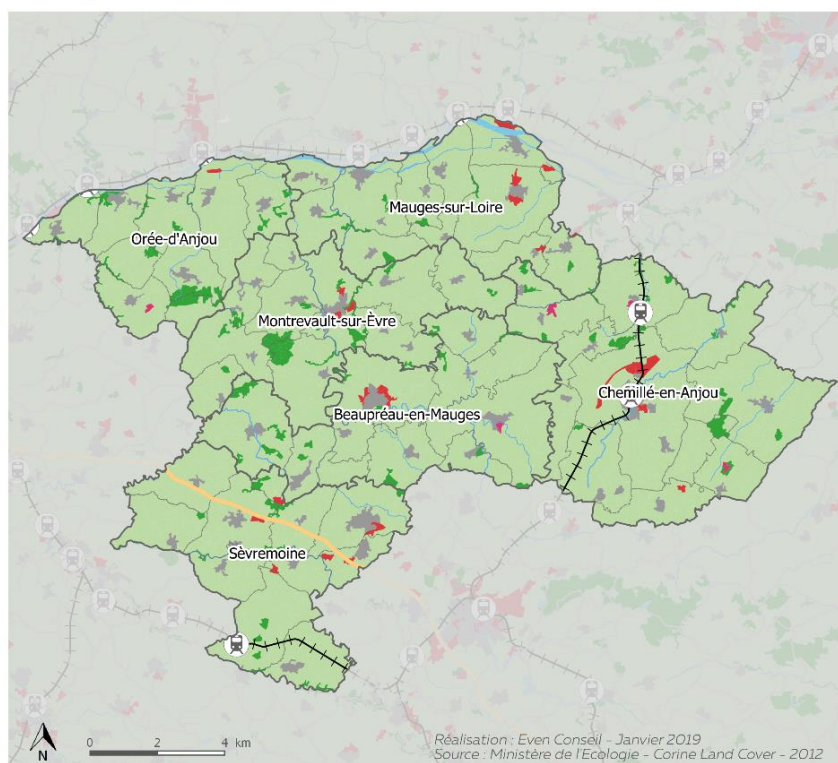 Mauges-sur-Loire
Orée-d'Anjou
Montrevault-sur-Èvre
Chemillé-en-Anjou
Beaupréau-en-Mauges
Sèvremoine
N
0 2 4 km
Réalisation : Even Conseil - Janvier 2019
Source : Ministère de l'Ecologie - Corine Land Cover - 2012